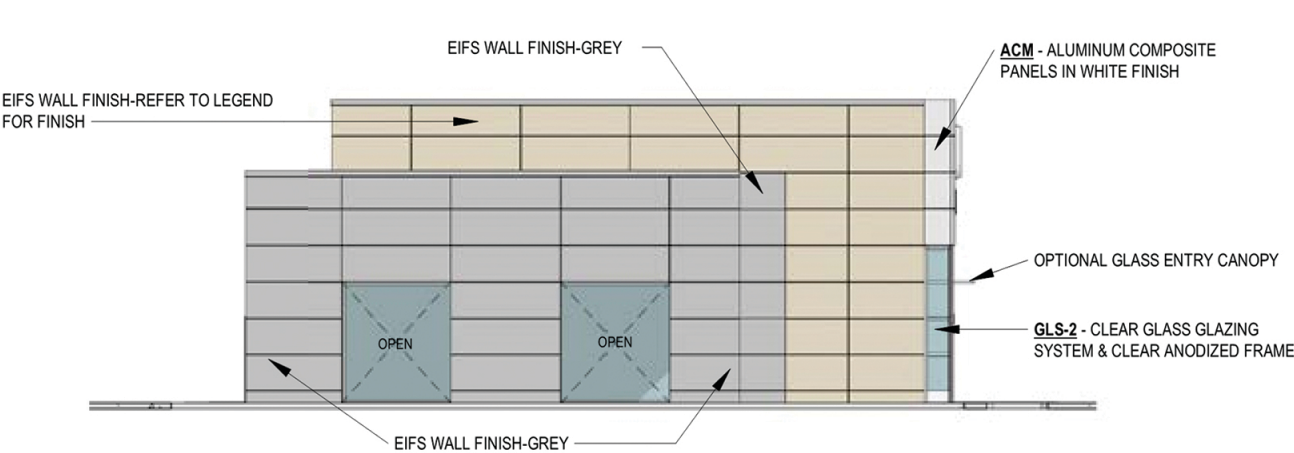 EIFS WALL FINISH-GREY
ACM - ALUMINUM COMPOSITE
PANELS IN WHITE FINISH
EIFS WALL FINISH-REFER TO LEGEND
FOR FINISH
OPTIONAL GLASS ENTRY CANOPY
GLS-2 - CLEAR GLASS GLAZING
SYSTEM & CLEAR ANODIZED FRAME
OPEN
OPEN
EIFS WALL FINISH-GREY